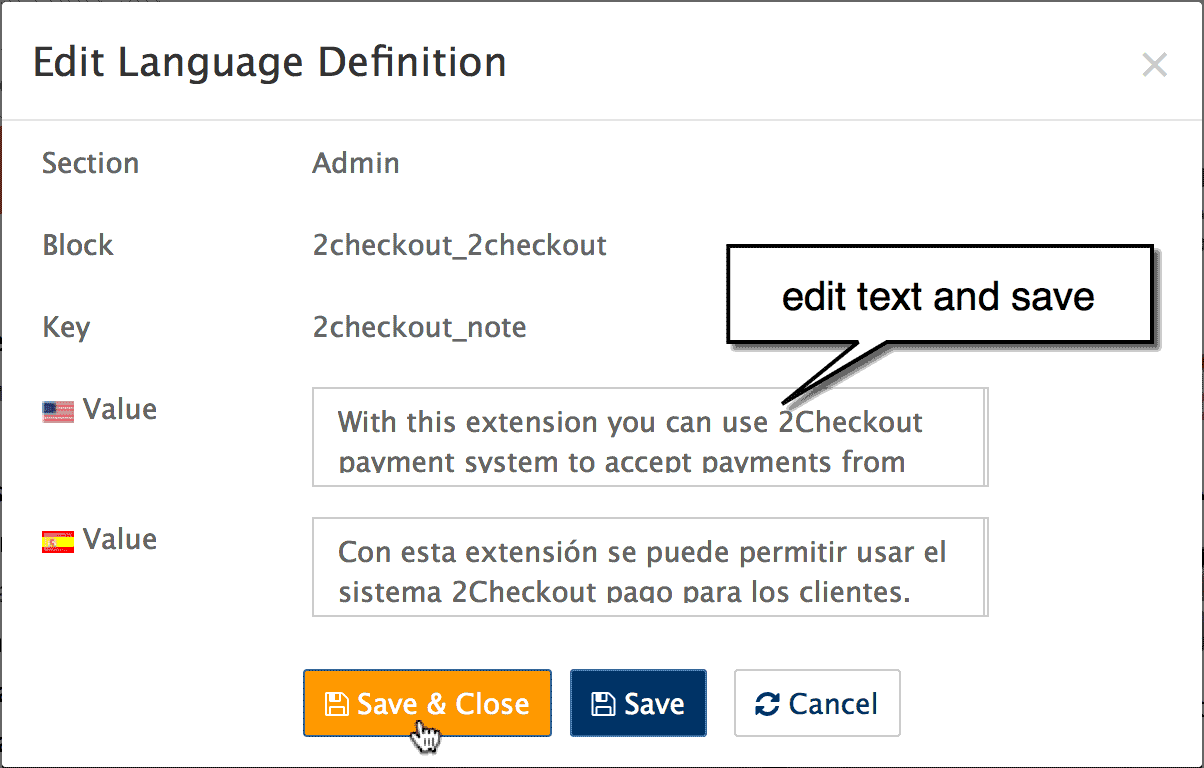 Edit Language Definition
Section Admin
Block 2checkout_2checkout
edit text and save
Key 2checkout_note
Value With this extension you can use 2Checkout
payment system to accept payments from
Value Con esta extensión se puede permitir usar el
sistema 2Checkout pago para los clientes.
Save & Close Save Cancel